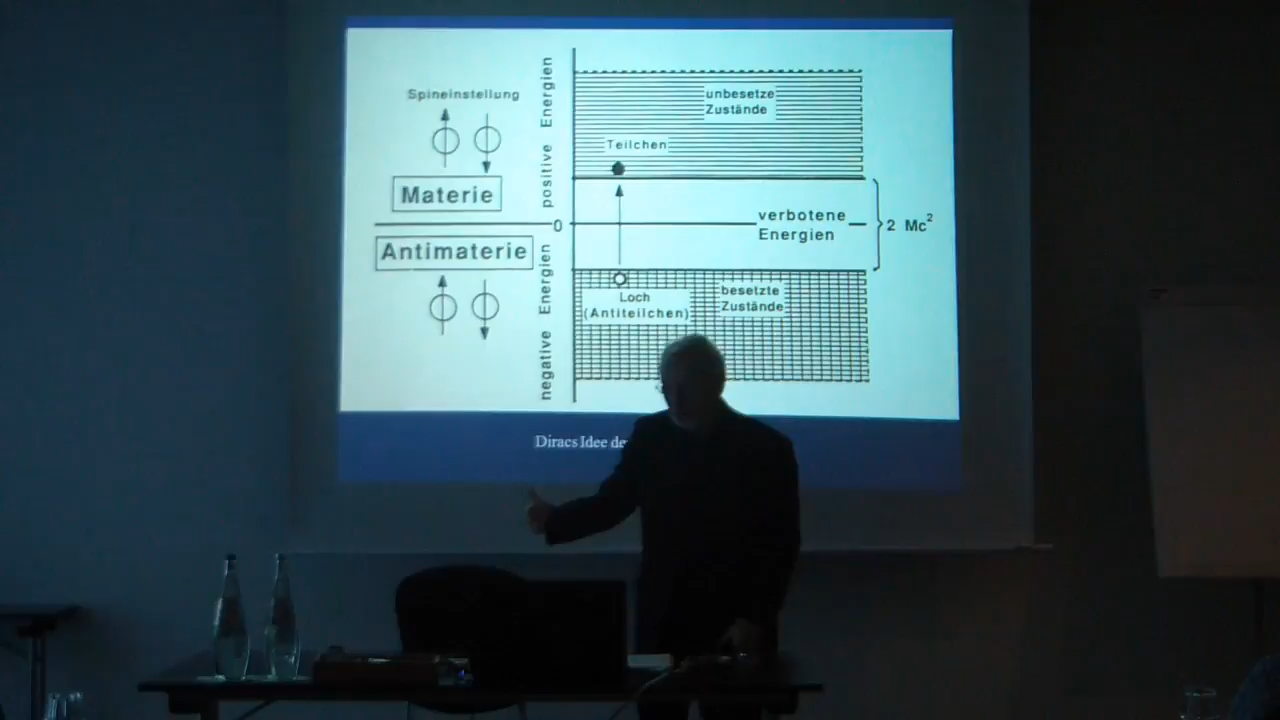 Spineinstellung
Materie
Antimaterie
positive Energien
0
negative Energien
unbesetze
Zustände
Teilchen
verbotene
Energien
2 Mc²
Loch
(Antiteilchen)
besetzte
Zustände
Diracs Idee